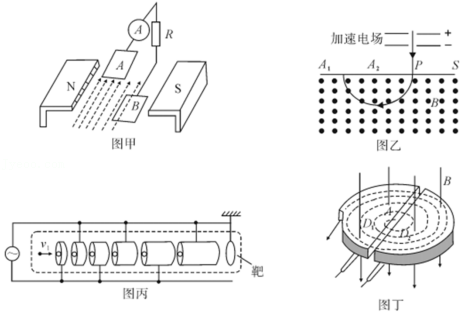 A R
N A B S
图甲
加速电场 + −
A₁ A₂ P S
B
图乙
v₁
靶
图丙
A B
D₁ D₂
图丁